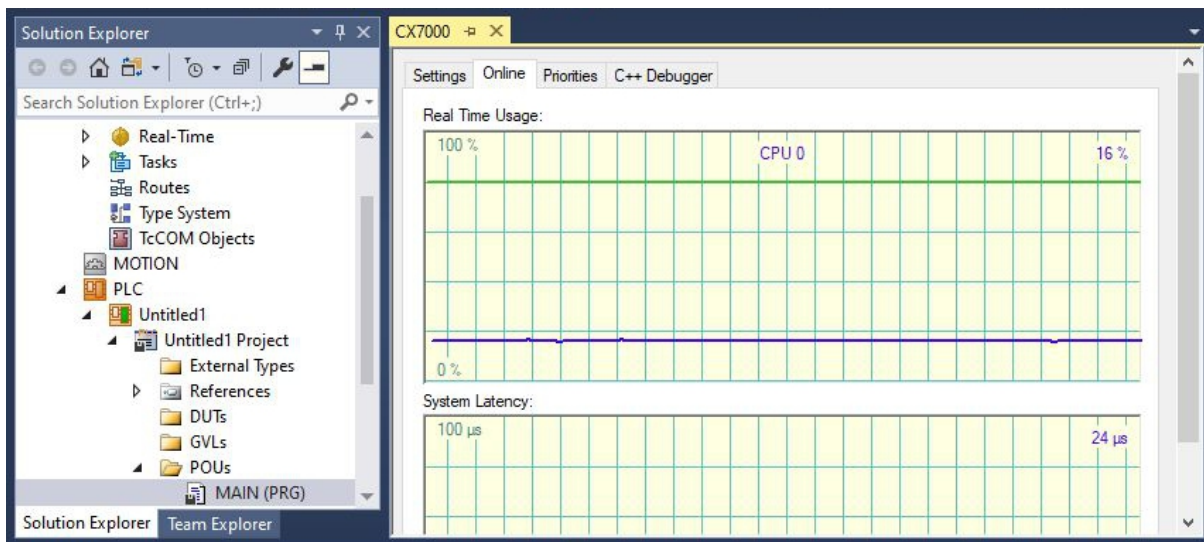 Solution Explorer
Search Solution Explorer (Ctrl+;)
Real-Time
Tasks
Routes
Type System
TcCOM Objects
MOTION
PLC
Untitled1
Untitled1 Project
External Types
References
DUTs
GVLs
POUs
MAIN (PRG)
Solution Explorer Team Explorer
CX7000
Settings Online Priorities C++ Debugger
Real Time Usage:
100 % CPU 0 16 %
0 %
System Latency:
100 µs 24 µs